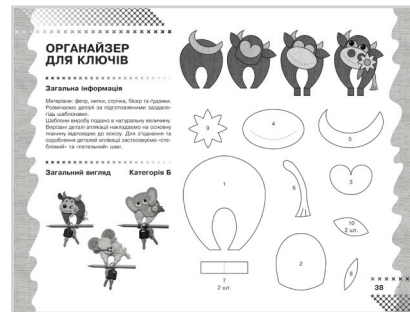 ОРГАНАЙЗЕР
ДЛЯ КЛЮЧІВ
Загальна інформація
Матеріали: фетр, нитки, стрічка, бісер та ґудзики.
Розмічаємо деталі за підготовленими заздале-
гідь шаблонами.
Шаблони виробу подано в натуральну величину.
Вирізані деталі аплікації накладаємо на основну
тканину відповідно до ескізу. Для з'єднання та
оздоблення деталей аплікації застосовуємо «сте-
бловий» та «петельний» шви.
Загальний вигляд Категорія Б
9
4
5
1
6
3
10
2 шт.
2
8
7
2 шт.
38